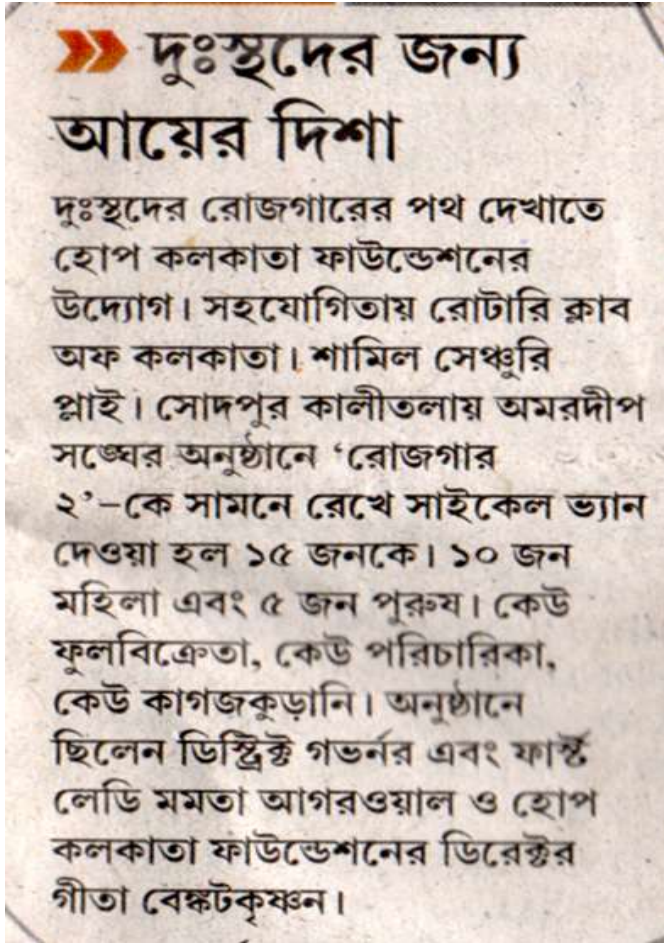 দুঃস্থদের জন্য
আয়ের দিশা
দুঃস্থদের রোজগারের পথ দেখাতে
হোপ কলকাতা ফাউন্ডেশনের
উদ্যোগ। সহযোগিতায় রোটারি ক্লাব
অফ কলকাতা। শামিল সেঞ্চুরি
প্লাই। সোদপুর কালীতলায় অমরদীপ
সঙ্ঘের অনুষ্ঠানে ‘রোজগার
২’–কে সামনে রেখে সাইকেল ভ্যান
দেওয়া হল ১৫ জনকে। ১০ জন
মহিলা এবং ৫ জন পুরুষ। কেউ
ফুলবিক্রেতা, কেউ পরিচারিকা,
কেউ কাগজকুড়ানি। অনুষ্ঠানে
ছিলেন ডিস্ট্রিক্ট গভর্নর এবং ফার্স্ট
লেডি মমতা আগরওয়াল ও হোপ
কলকাতা ফাউন্ডেশনের ডিরেক্টর
গীতা বেঙ্কটকৃষ্ণন।